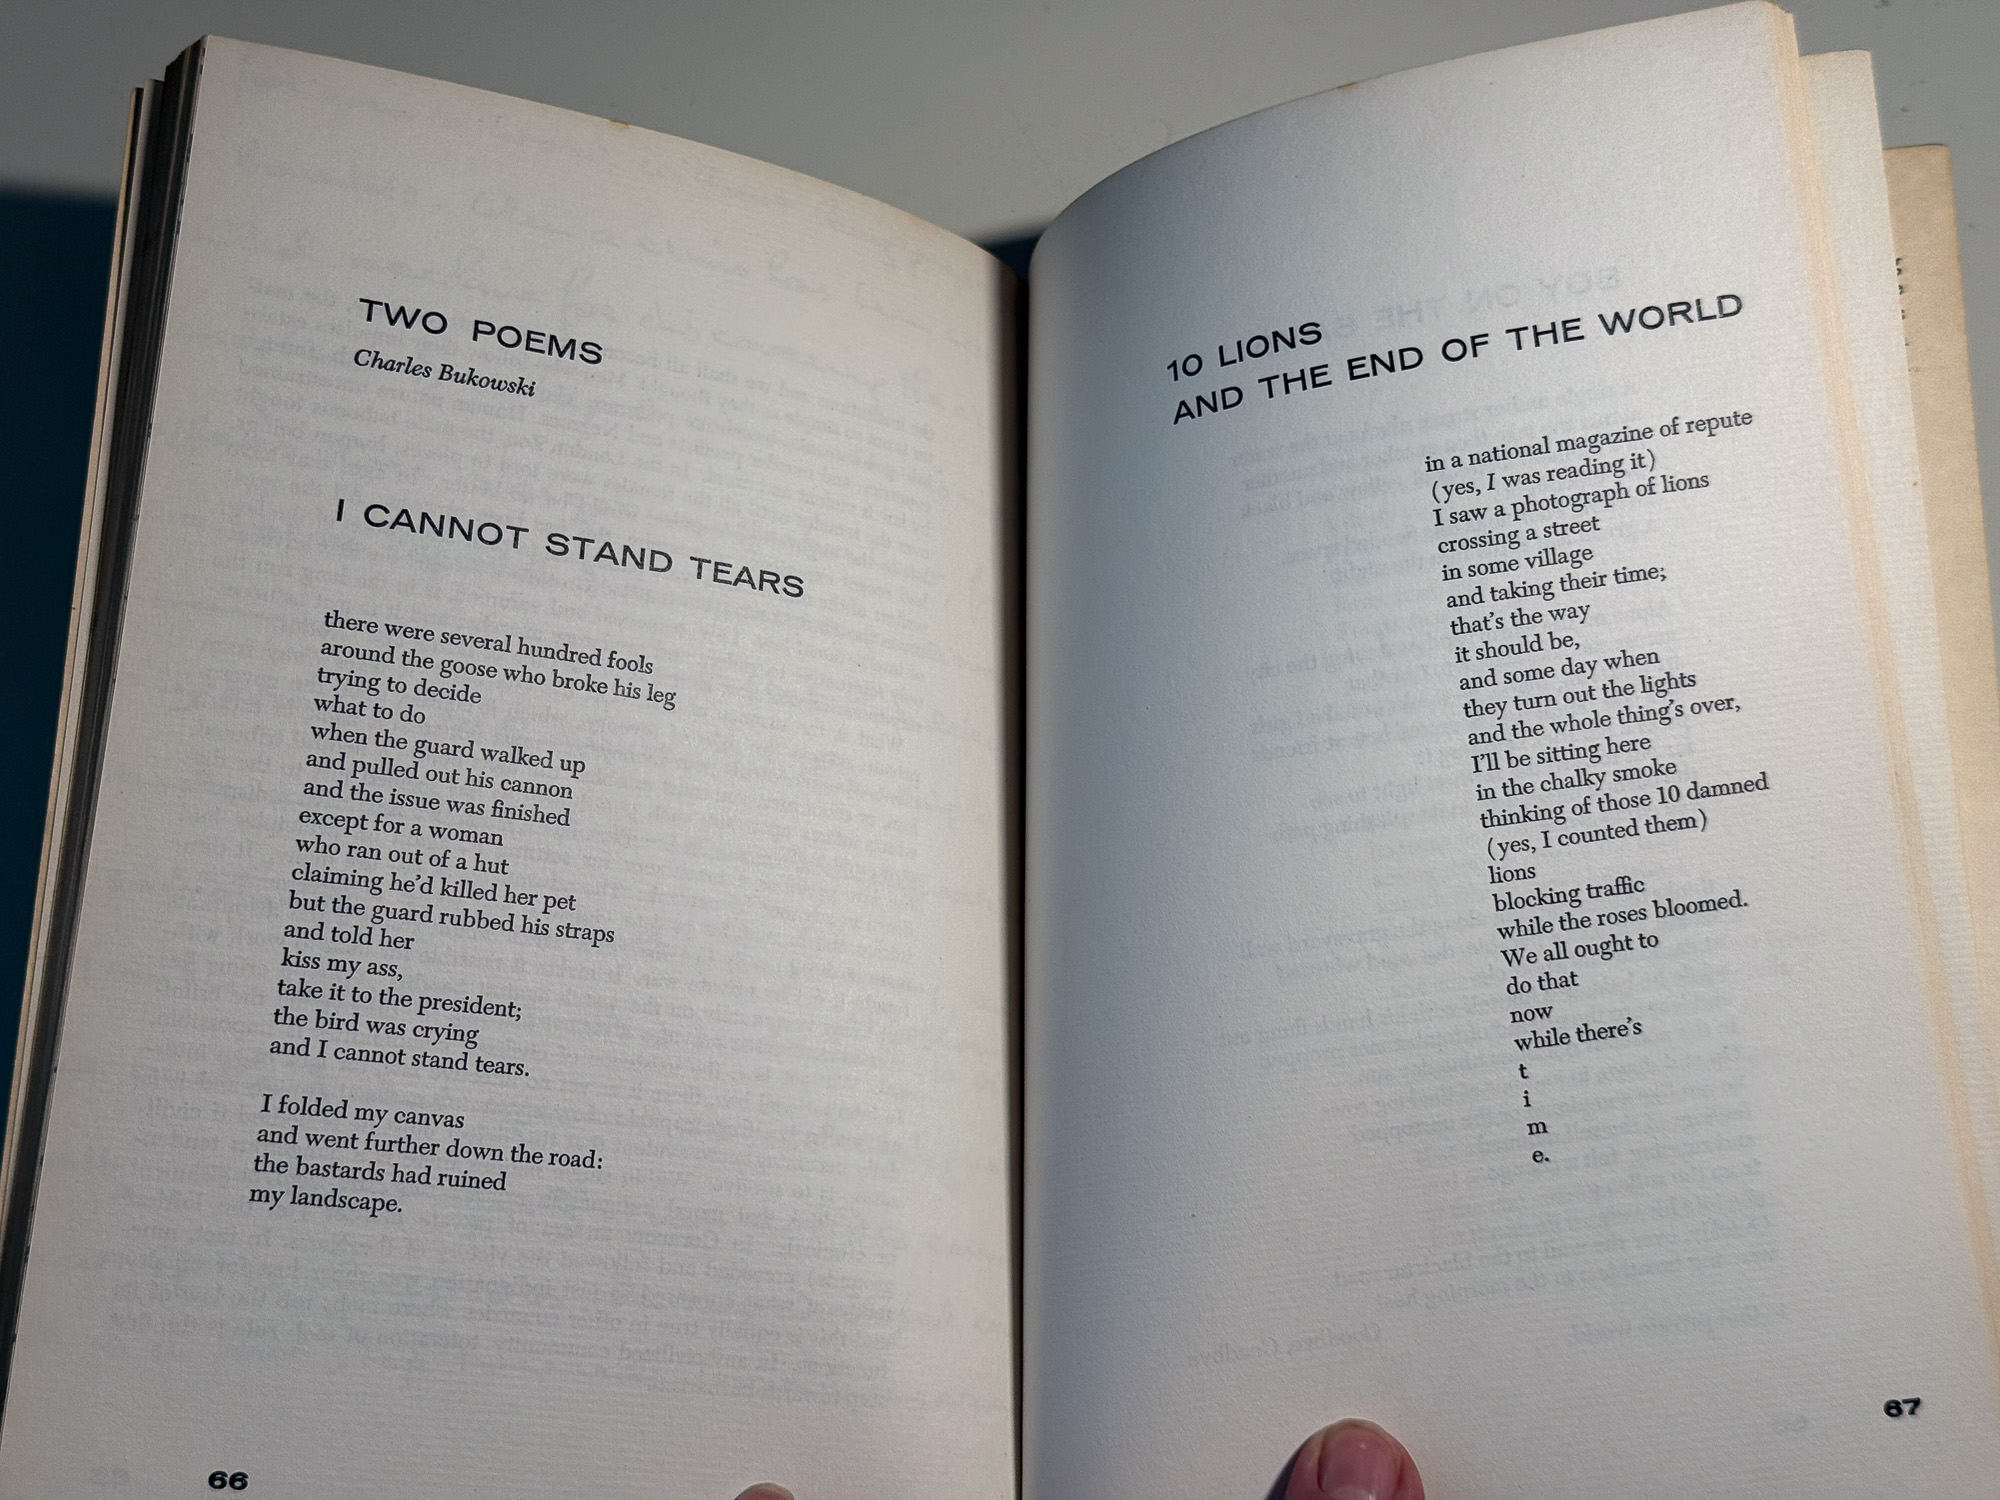 TWO POEMS
Charles Bukowski
I CANNOT STAND TEARS
there were several hundred fools
around the goose who broke his leg
trying to decide
what to do
when the guard walked up
and pulled out his cannon
and the issue was finished
except for a woman
who ran out of a hut
claiming he'd killed her pet
but the guard rubbed his straps
and told her
kiss my ass,
take it to the president;
the bird was crying
and I cannot stand tears.
I folded my canvas
and went further down the road:
the bastards had ruined
my landscape.
66
10 LIONS
AND THE END OF THE WORLD
in a national magazine of repute
(yes, I was reading it)
I saw a photograph of lions
crossing a street
in some village
and taking their time;
that's the way
it should be,
and some day when
they turn out the lights
and the whole thing's over,
I'll be sitting here
in the chalky smoke
thinking of those 10 damned
(yes, I counted them)
lions
blocking traffic
while the roses bloomed.
We all ought to
do that
now
while there's
t
i
m
e.
67